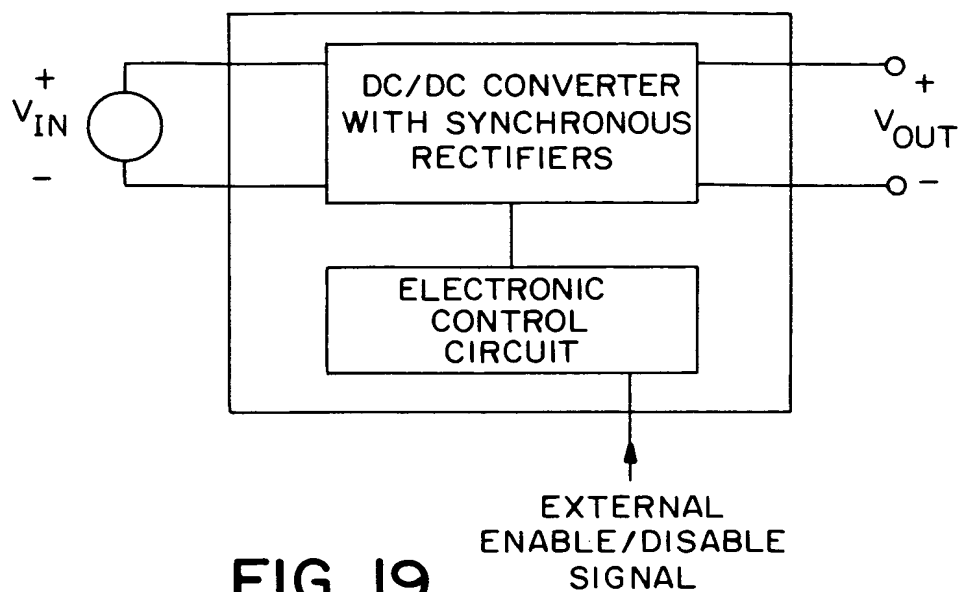 +
V_IN
-
DC/DC CONVERTER
WITH SYNCHRONOUS
RECTIFIERS
+
V_OUT
-
ELECTRONIC
CONTROL
CIRCUIT
EXTERNAL
ENABLE/DISABLE
SIGNAL
FIG. 19